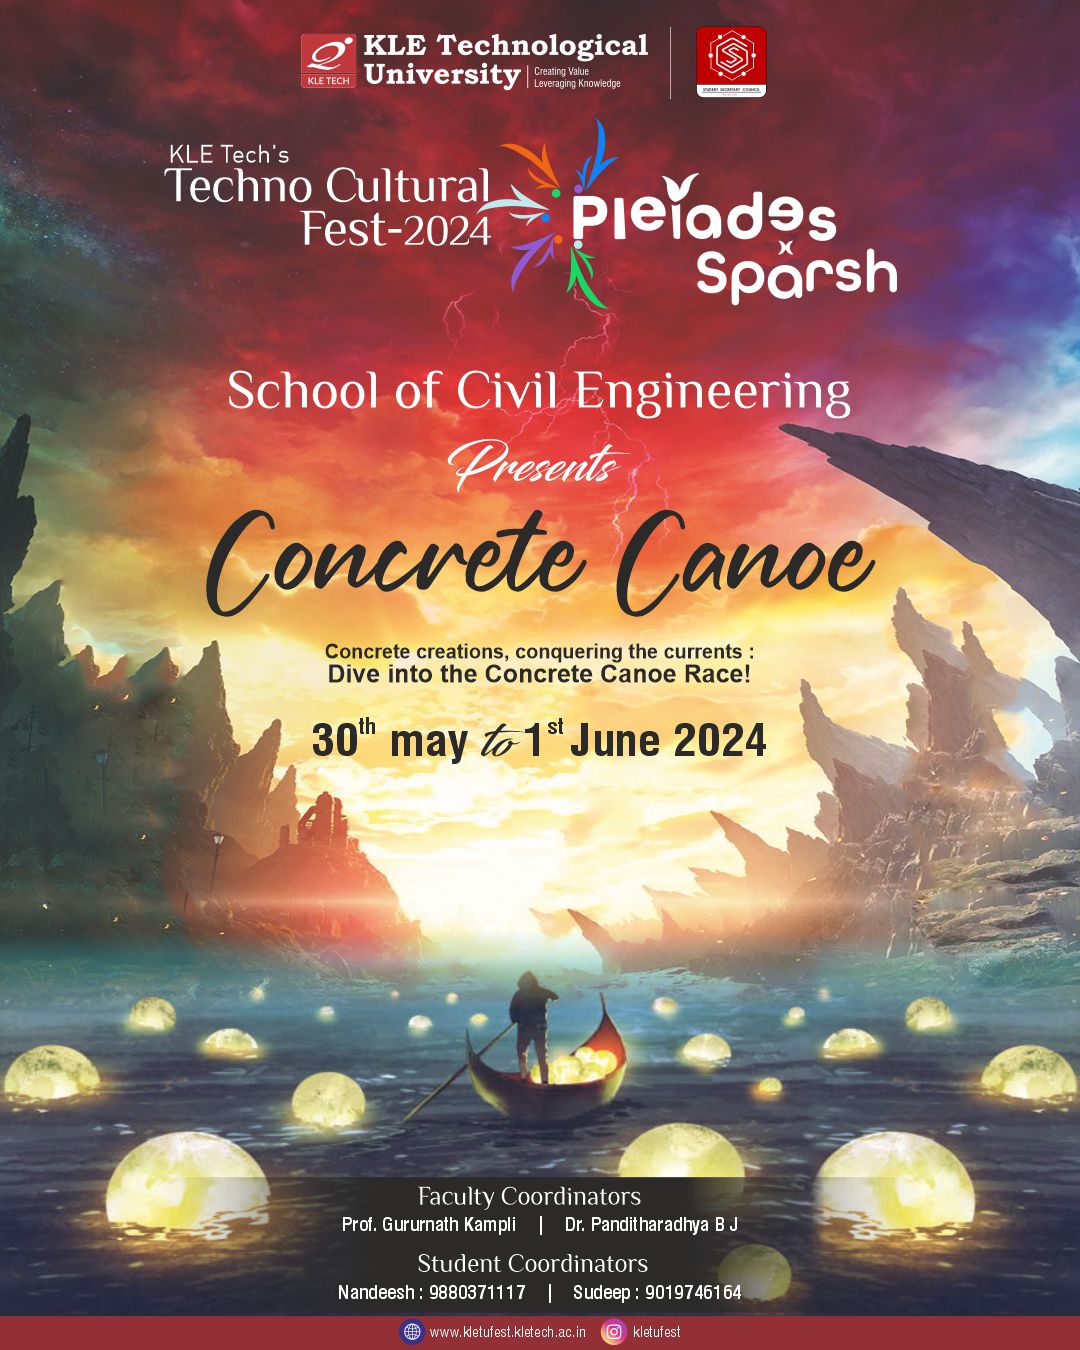 KLE TECH
KLE Technological
University
Creating Value
Leveraging Knowledge
STUDENT SECRETARY COUNCIL
KLE Tech's
Techno Cultural
Fest-2024
Pleiades
x
Sparsh
School of Civil Engineering
Presents
Concrete Canoe
Concrete creations, conquering the currents :
Dive into the Concrete Canoe Race!
30th may to 1st June 2024
Faculty Coordinators
Prof. Gururnath Kampli | Dr. Panditharadhya B J
Student Coordinators
Nandeesh : 9880371117 | Sudeep : 9019746164
www.kletufest.kletech.ac.in kletufest